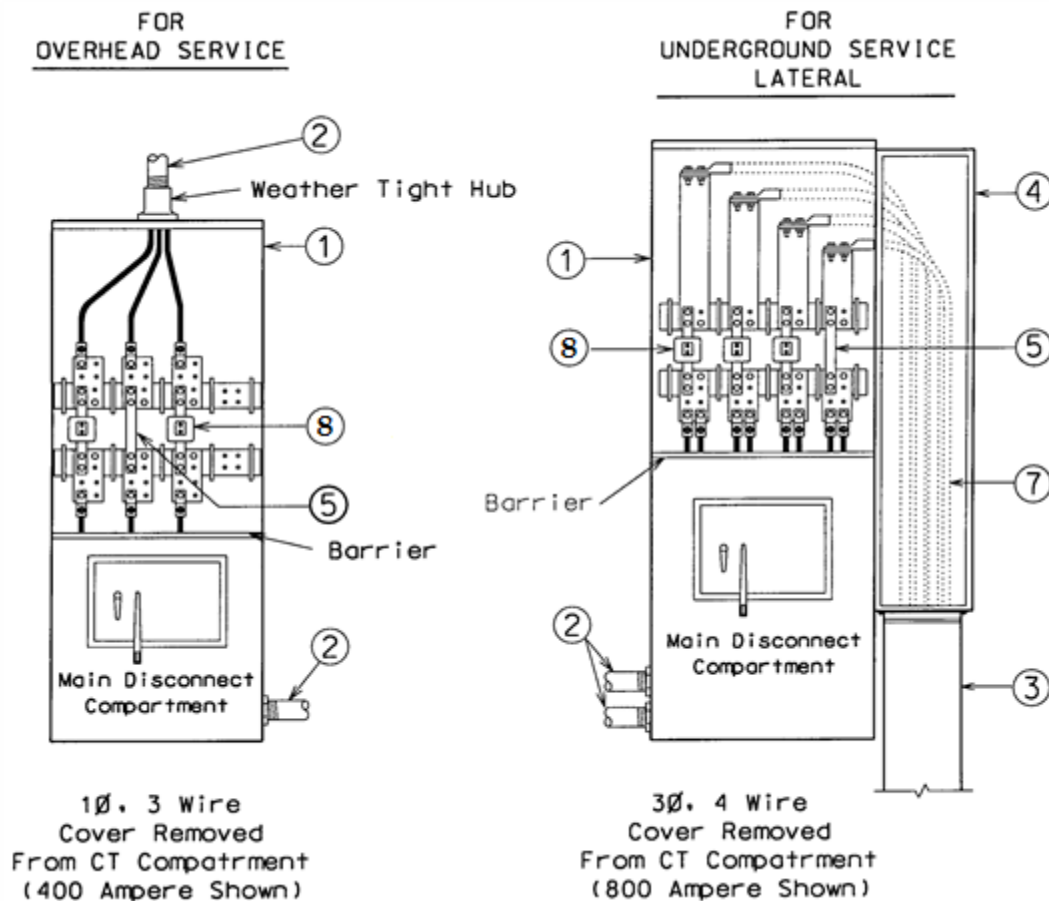 FOR
OVERHEAD SERVICE
2
Weather Tight Hub
1
8
5
Barrier
Main Disconnect
Compartment
2
1Ø. 3 Wire
Cover Removed
From CT Compatrment
(400 Ampere Shown)
FOR
UNDERGROUND SERVICE
LATERAL
4
1
8
5
7
Barrier
2
Main Disconnect
Compartment
3
3Ø. 4 Wire
Cover Removed
From CT Compatrment
(800 Ampere Shown)